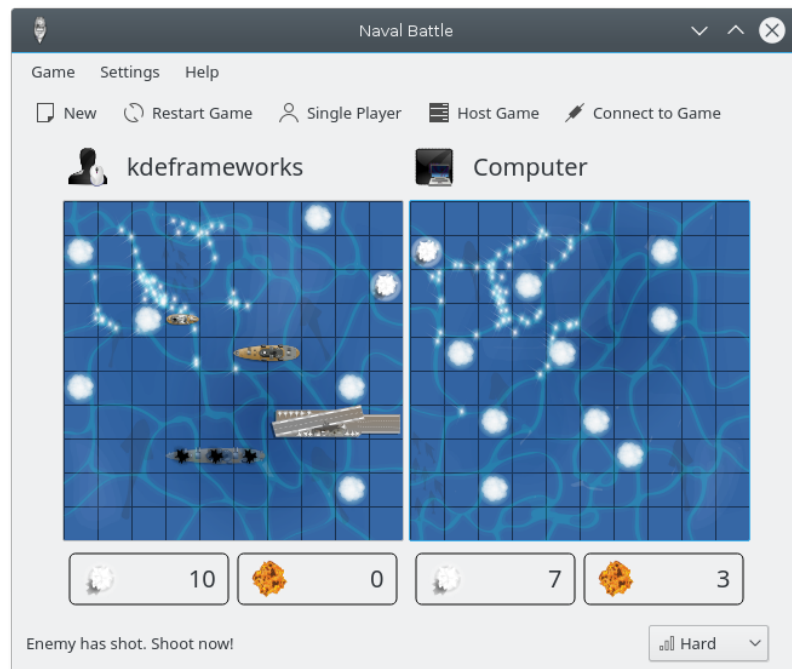 Naval Battle
Game Settings Help
New Restart Game Single Player Host Game Connect to Game
kdeframeworks Computer
10 0 7 3
Enemy has shot. Shoot now! Hard